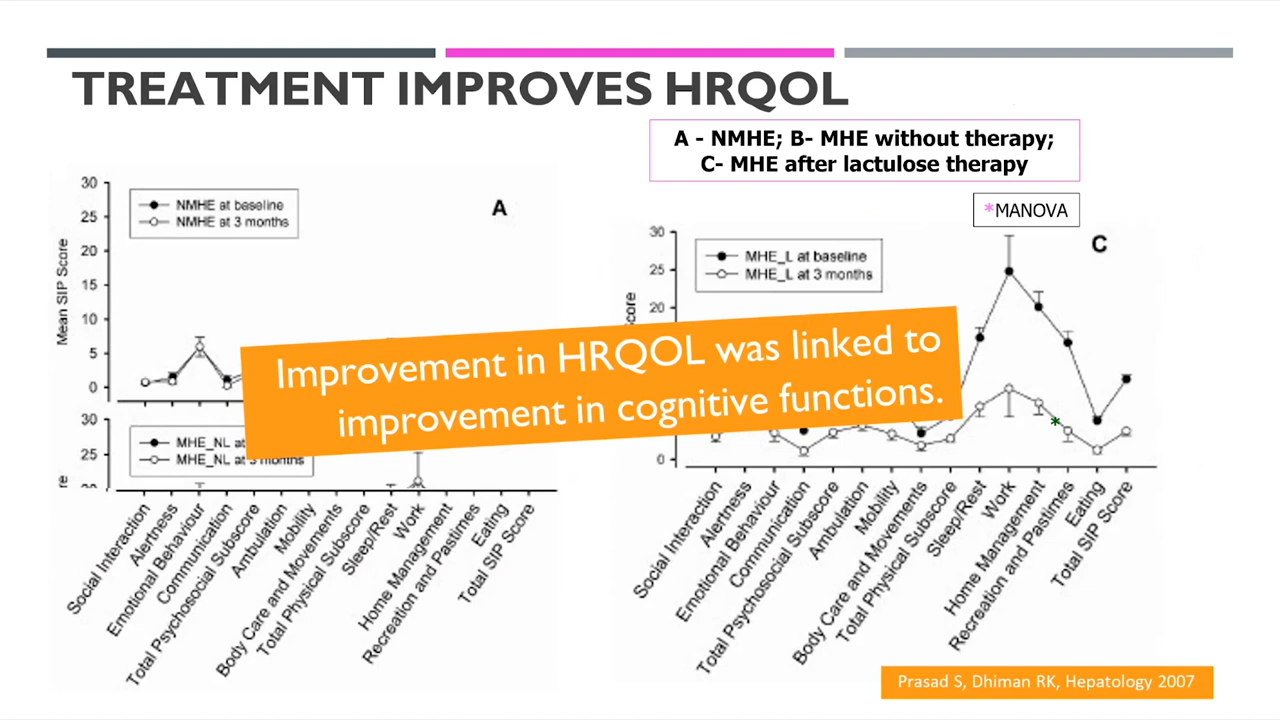 TREATMENT IMPROVES HRQOL
A - NMHE; B- MHE without therapy;
C- MHE after lactulose therapy
*MANOVA
30
25
20
15
10
5
0
Mean SIP Score
NMHE at baseline
NMHE at 3 months
A
30
25
20
re
MHE_NL at
MHE_NL at 3 months
Social Interaction
Alertness
Emotional Behaviour
Communication
Total Psychosocial Subscore
Ambulation
Mobility
Body Care and Movements
Total Physical Subscore
Sleep/Rest
Work
Home Management
Recreation and Pastimes
Eating
Total SIP Score
30
25
20
0
core
MHE_L at baseline
MHE_L at 3 months
C
*
Social Interaction
Alertness
Emotional Behaviour
Communication
Total Psychosocial Subscore
Ambulation
Mobility
Body Care and Movements
Total Physical Subscore
Sleep/Rest
Work
Home Management
Recreation and Pastimes
Eating
Total SIP Score
Improvement in HRQOL was linked to
improvement in cognitive functions.
Prasad S, Dhiman RK, Hepatology 2007